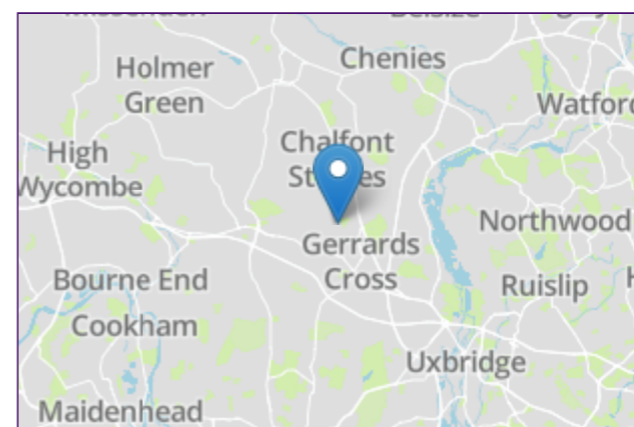 Chenies
Holmer
Green
Watford
Chalfont
High
Wycombe
Northwood
Gerrards
Cross
Bourne End
Ruislip
Cookham
Uxbridge
Maidenhead